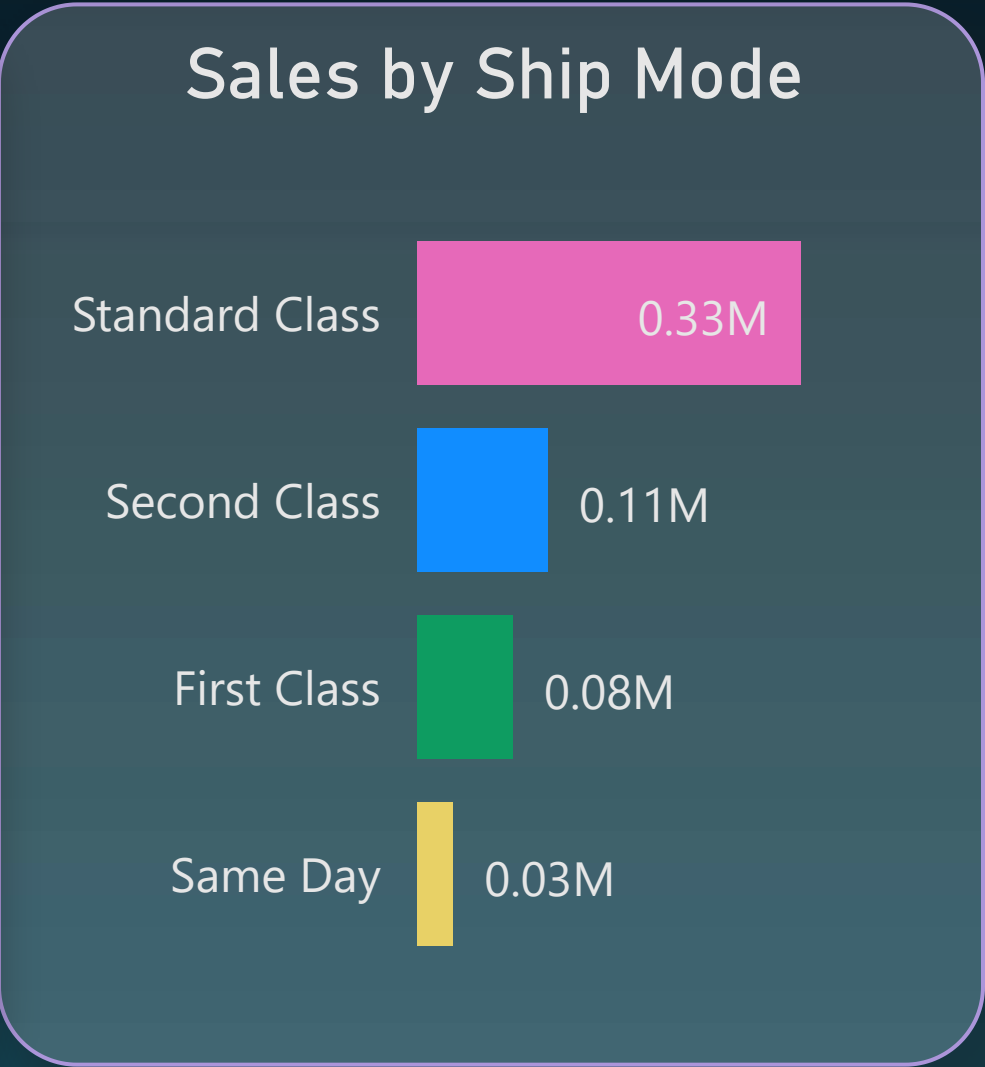 Sales by Ship Mode
Standard Class 0.33M
Second Class 0.11M
First Class 0.08M
Same Day 0.03M